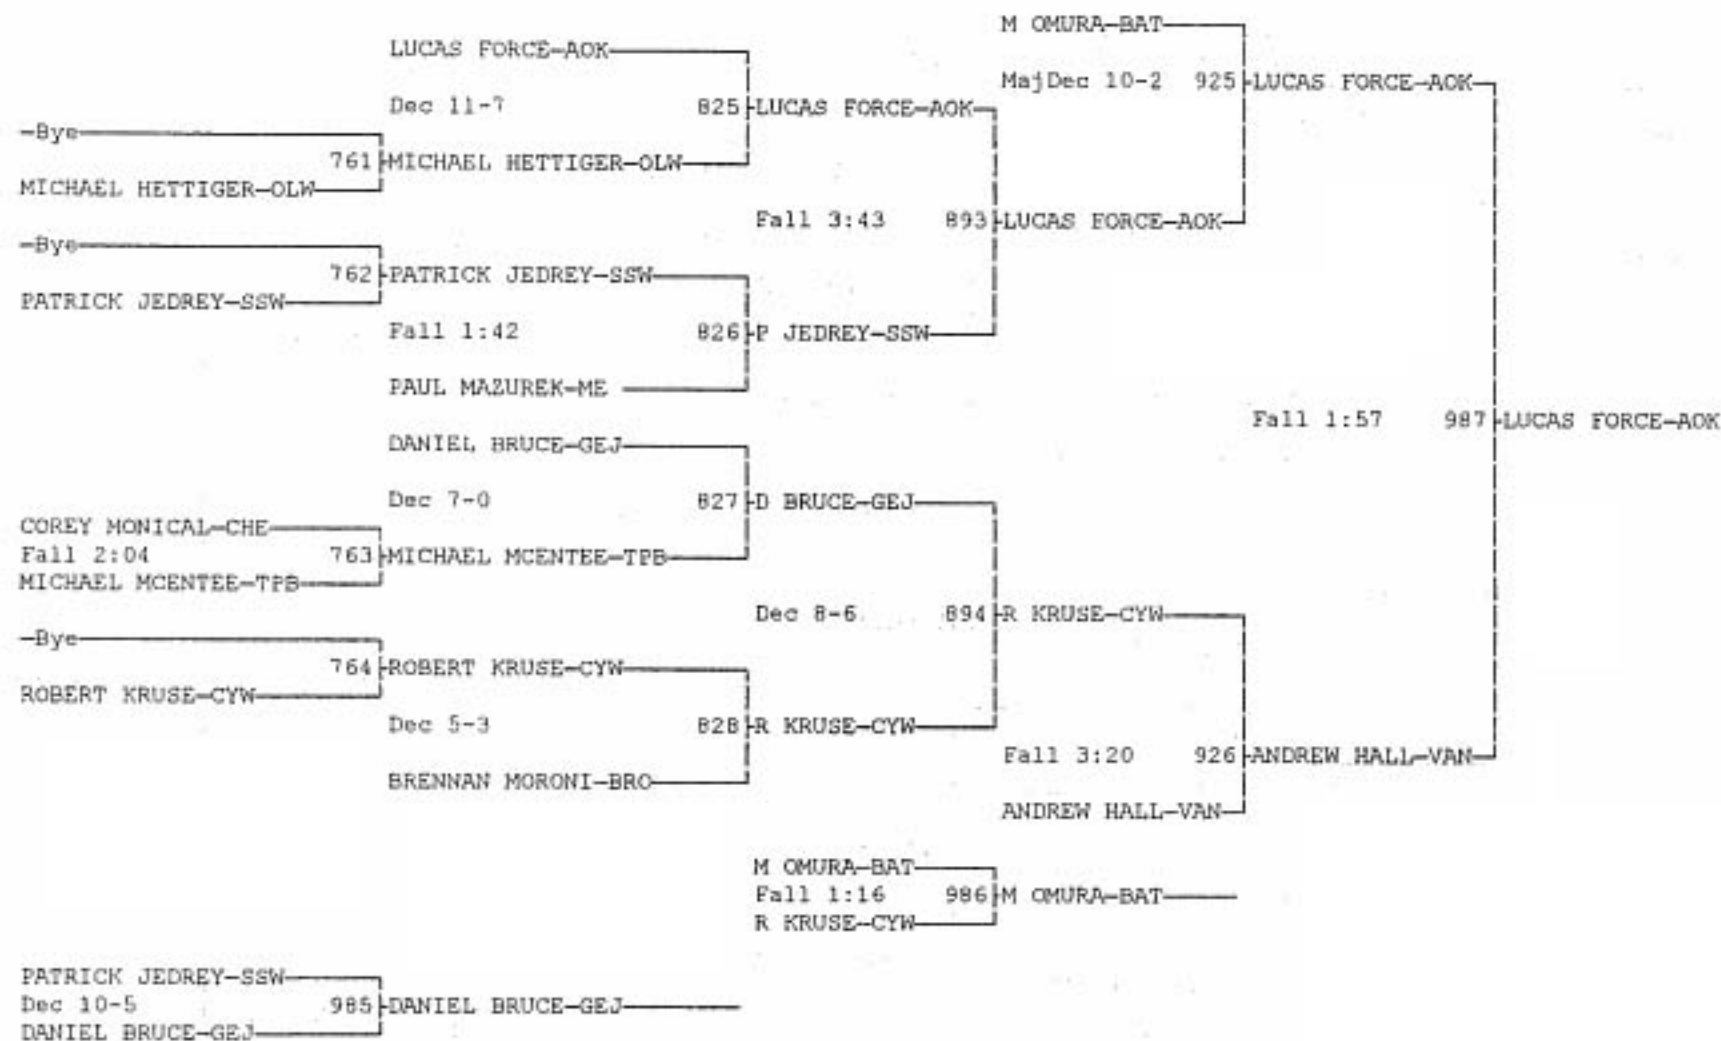 M OMURA-BAT
LUCAS FORCE-AOK
MajDec 10-2 925 LUCAS FORCE-AOK
Dec 11-7 825 LUCAS FORCE-AOK
-Bye
761 MICHAEL HETTIGER-OLW
MICHAEL HETTIGER-OLW
Fall 3:43 893 LUCAS FORCE-AOK
-Bye
762 PATRICK JEDREY-SSW
PATRICK JEDREY-SSW
Fall 1:42 826 P JEDREY-SSW
PAUL MAZUREK-ME
Fall 1:57 987 LUCAS FORCE-AOK
DANIEL BRUCE-GEJ
Dec 7-0 827 D BRUCE-GEJ
COREY MONICAL-CHE
Fall 2:04 763 MICHAEL MCENTEE-TPB
MICHAEL MCENTEE-TPB
Dec 8-6 894 R KRUSE-CYW
-Bye
764 ROBERT KRUSE-CYW
ROBERT KRUSE-CYW
Dec 5-3 828 R KRUSE-CYW
Fall 3:20 926 ANDREW HALL-VAN
BRENNAN MORONI-BRO
ANDREW HALL-VAN
M OMURA-BAT
Fall 1:16 986 M OMURA-BAT
R KRUSE-CYW
PATRICK JEDREY-SSW
Dec 10-5 985 DANIEL BRUCE-GEJ
DANIEL BRUCE-GEJ